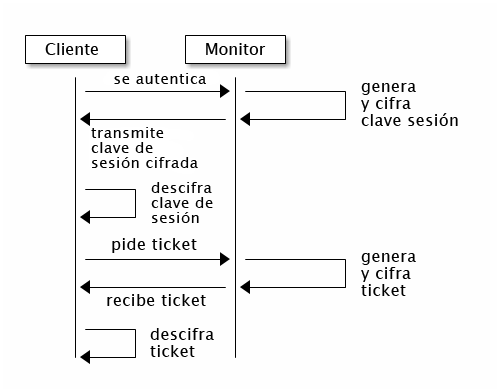 Cliente
Monitor
se autentica
genera
y cifra
clave sesión
transmite
clave de
sesión cifrada
descifra
clave de
sesión
pide ticket
genera
y cifra
ticket
recibe ticket
descifra
ticket